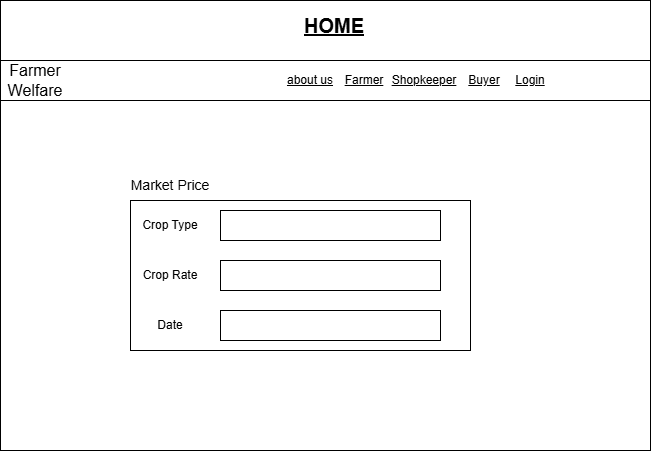 HOME
Farmer
Welfare
about us Farmer Shopkeeper Buyer Login
Market Price
Crop Type
Crop Rate
Date